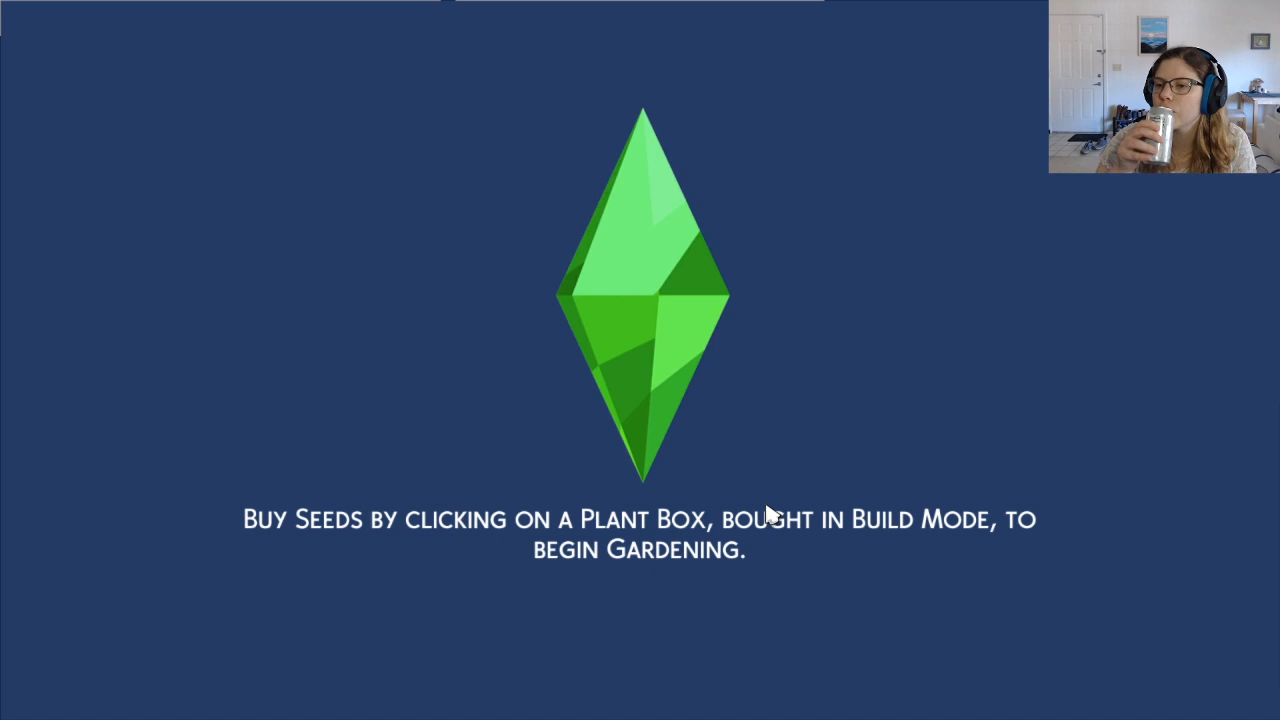 Buy Seeds by clicking on a Plant Box, bought in Build Mode, to
begin Gardening.